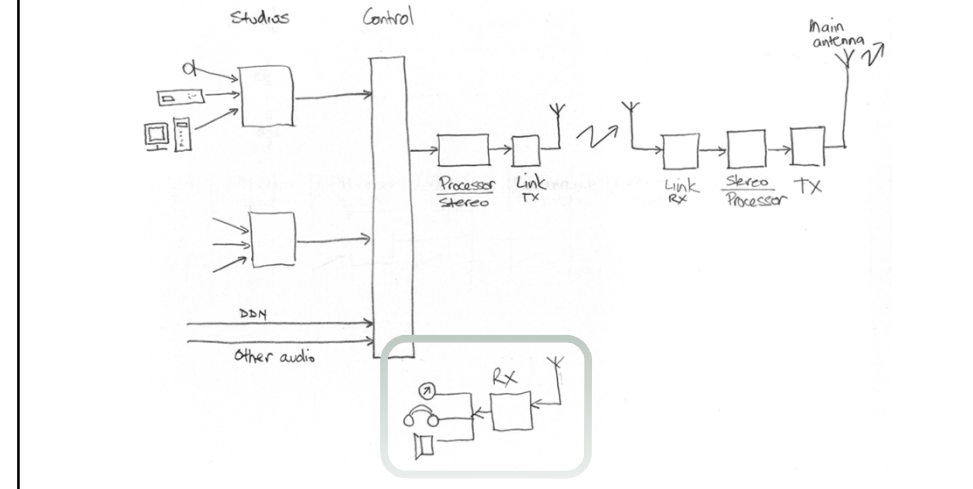 Studios
Control
Main
antenna
Processor
Stereo
Link
TX
Link
RX
Stereo
Processor
TX
DDN
Other audio
RX